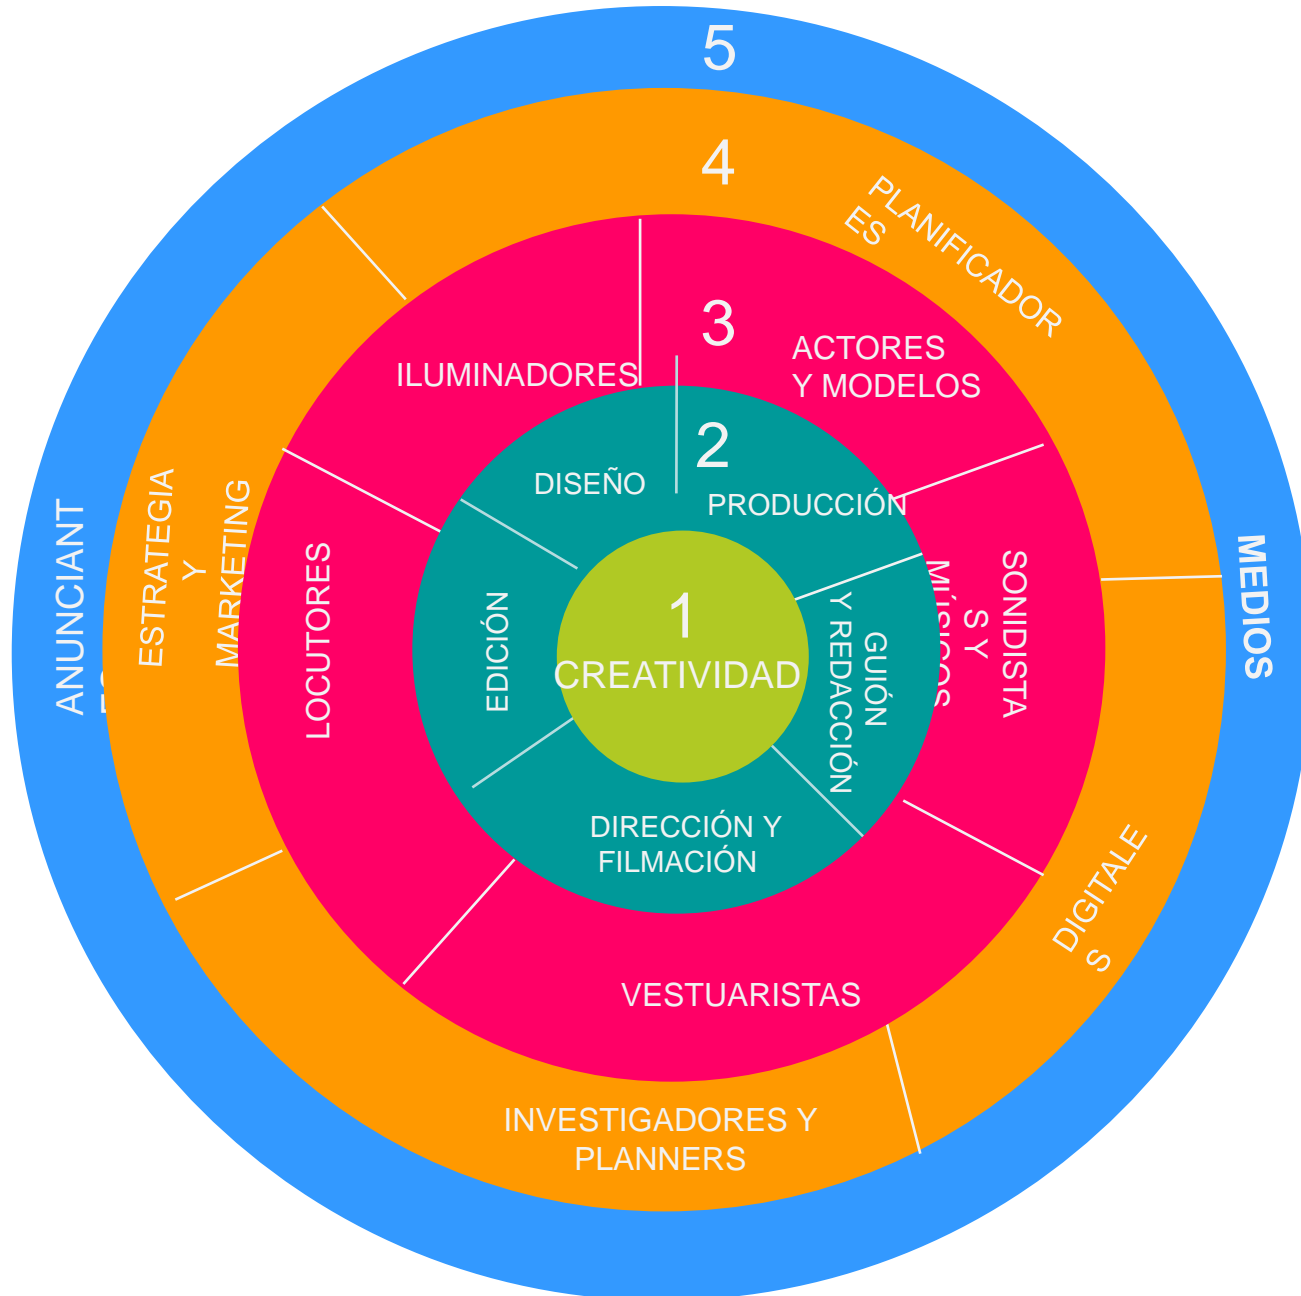 5
4
PLANIFICADOR
ES
3
ACTORES
Y MODELOS
ILUMINADORES
2
DISEÑO
PRODUCCIÓN
ANUNCIANT
ESTRATEGIA
Y
MARKETING
LOCUTORES
EDICIÓN
1
CREATIVIDAD
GUIÓN
Y REDACCIÓN
SONIDISTA
S Y
MÚSICOS
MEDIOS
DIRECCIÓN Y
FILMACIÓN
DIGITALE
S
VESTUARISTAS
INVESTIGADORES Y
PLANNERS